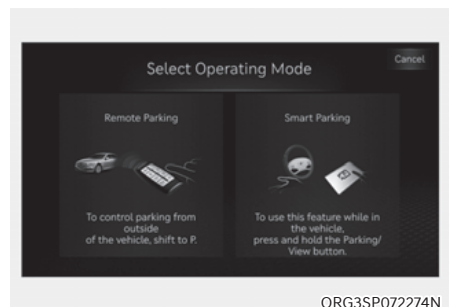 Select Operating Mode
Cancel
Remote Parking
To control parking from
outside
of the vehicle, shift to P.
Smart Parking
To use this feature while in
the vehicle,
press and hold the Parking/
View button.
ORG3SP072274N